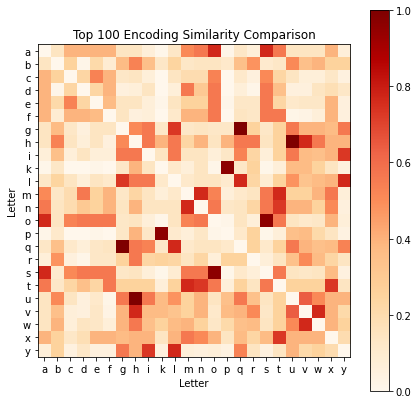 Top 100 Encoding Similarity Comparison
1.0
0.8
0.6
0.4
0.2
0.0
Letter
a
b
c
d
e
f
g
h
i
k
l
m
n
o
p
q
r
s
t
u
v
w
x
y
a b c d e f g h i k l m n o p q r s t u v w x y
Letter